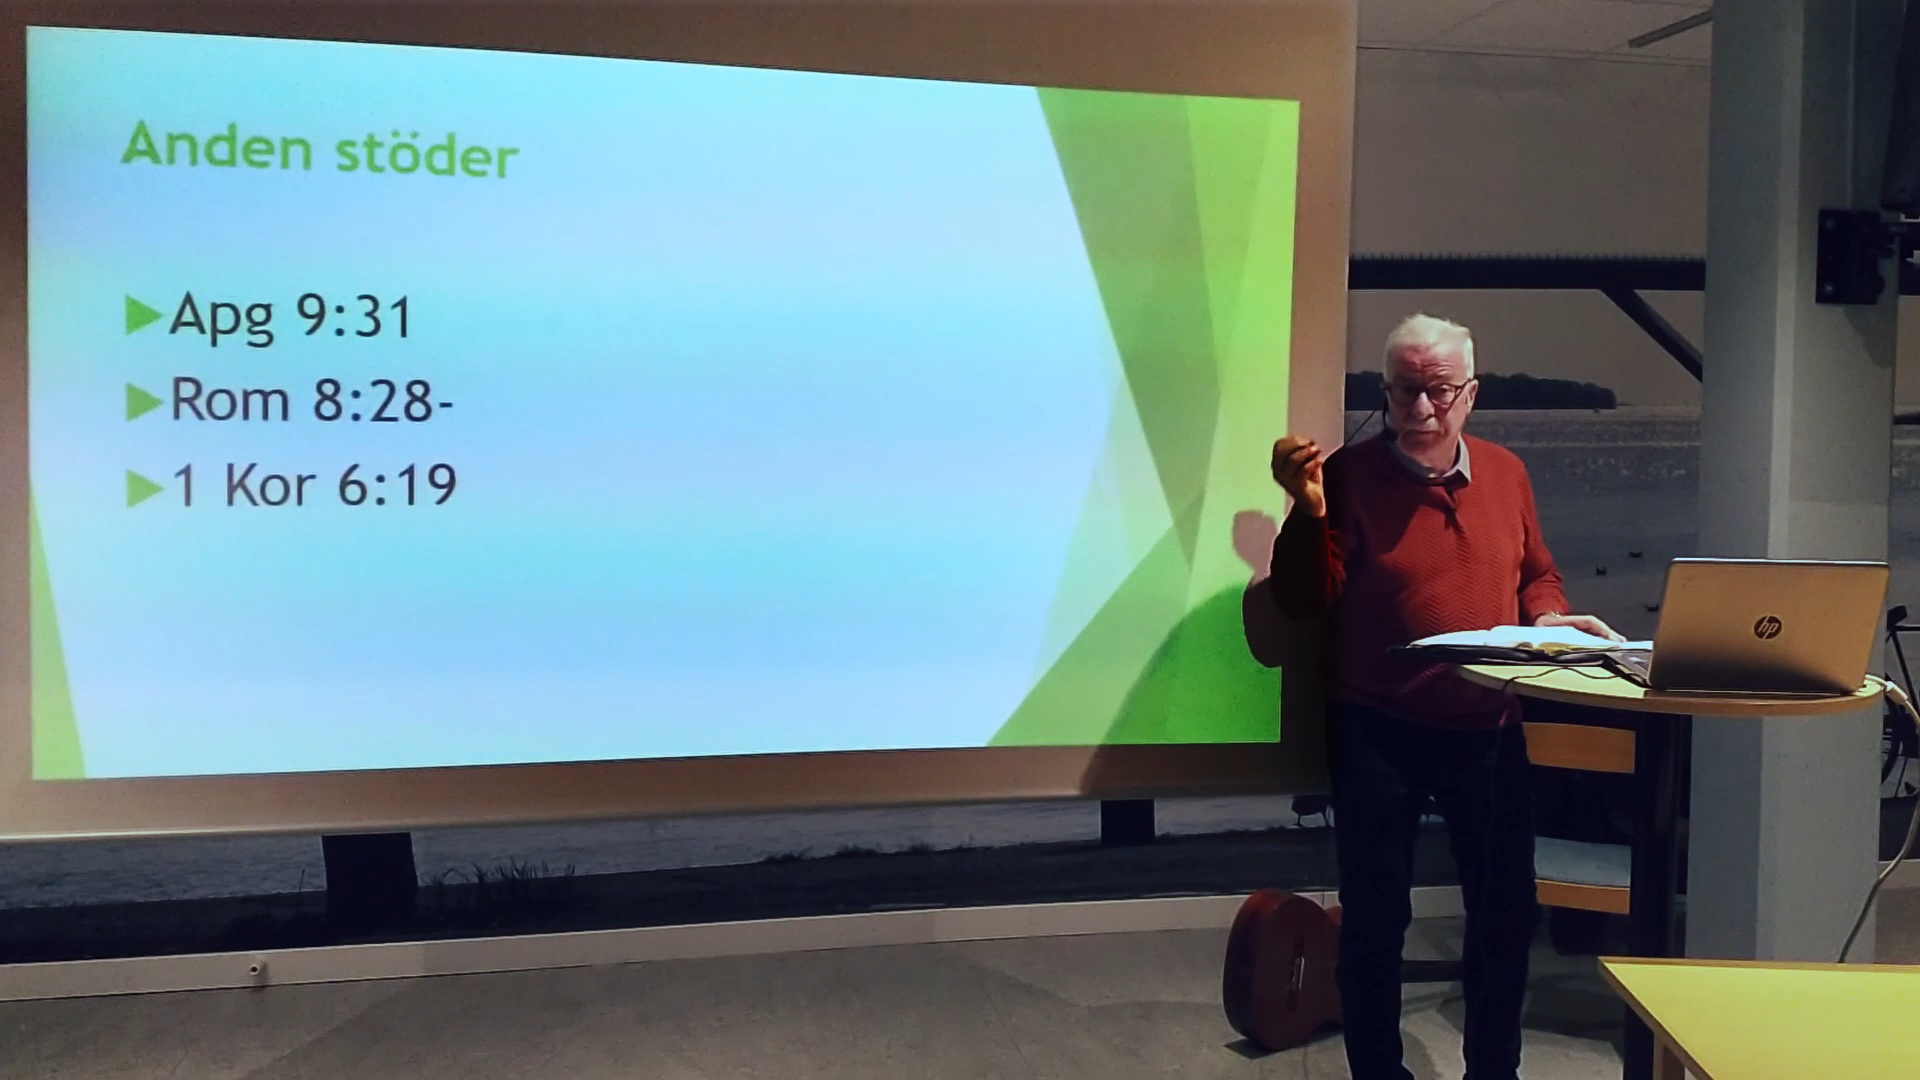 Anden stöder
Apg 9:31
Rom 8:28-
1 Kor 6:19
hp